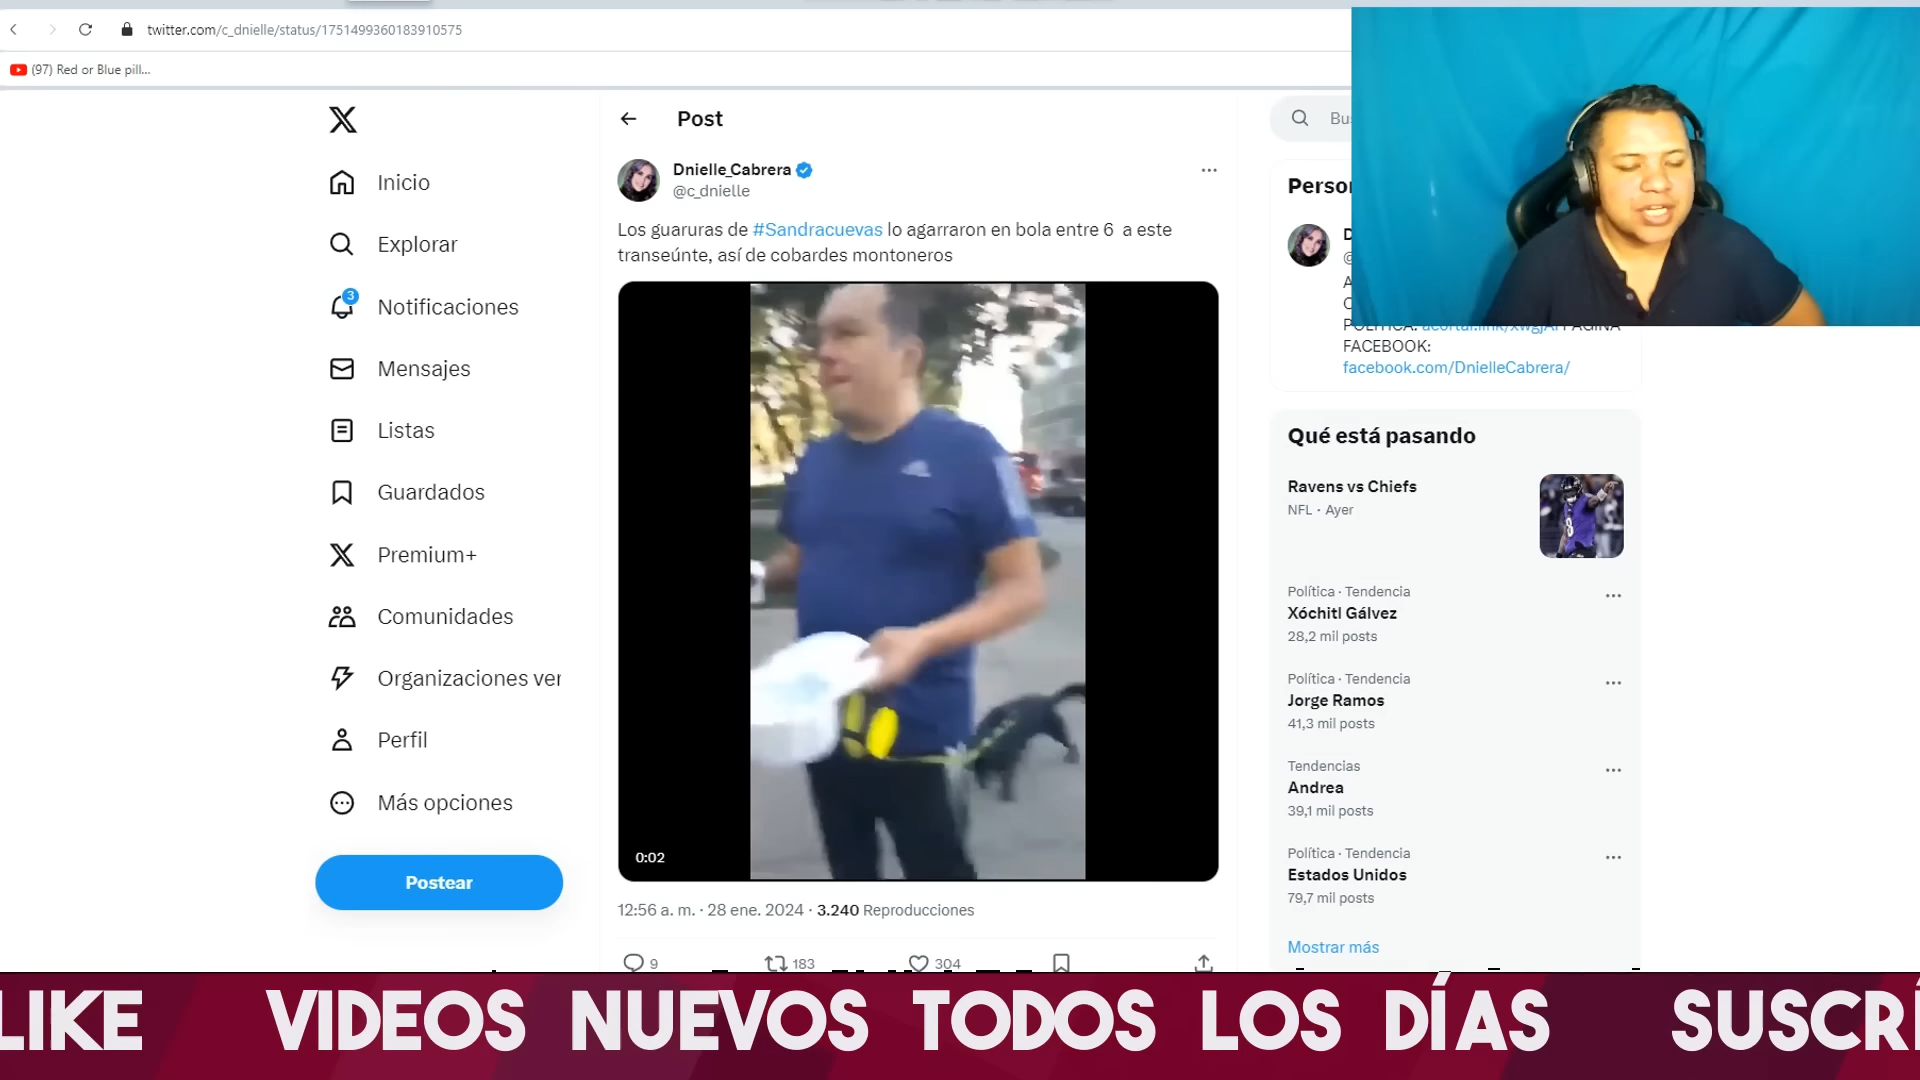 twitter.com/c_dnielle/status/1751499360183910575
(97) Red or Blue pill...
Inicio
Explorar
3
Notificaciones
Mensajes
Listas
Guardados
Premium+
Comunidades
Organizaciones ver
Perfil
Más opciones
Postear
Post
Dnielle_Cabrera
@c_dnielle
Los guaruras de #Sandracuevas lo agarraron en bola entre 6 a este
transeúnte, así de cobardes montoneros
0:02
12:56 a. m. · 28 ene. 2024 · 3.240 Reproducciones
9
183
304
FACEBOOK:
facebook.com/DnielleCabrera/
Qué está pasando
Ravens vs Chiefs
NFL · Ayer
Política · Tendencia
Xóchitl Gálvez
28,2 mil posts
Política · Tendencia
Jorge Ramos
41,3 mil posts
Tendencias
Andrea
39,1 mil posts
Política · Tendencia
Estados Unidos
79,7 mil posts
Mostrar más
LIKE VIDEOS NUEVOS TODOS LOS DÍAS SUSCRÍ